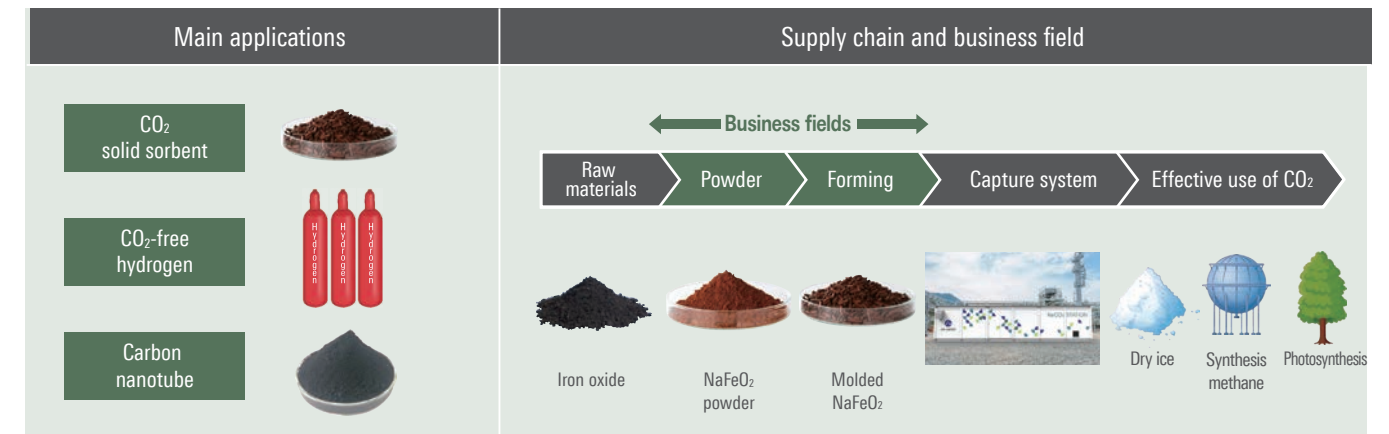 Main applications
Supply chain and business field
CO₂
solid sorbent
CO₂-free
hydrogen
Hydrogen
Hydrogen
Hydrogen
Carbon
nanotube
Business fields
Raw
materials
Powder
Forming
Capture system
Effective use of CO₂
Iron oxide
NaFeO₂
powder
Molded
NaFeO₂
Dry ice
Synthesis
methane
Photosynthesis